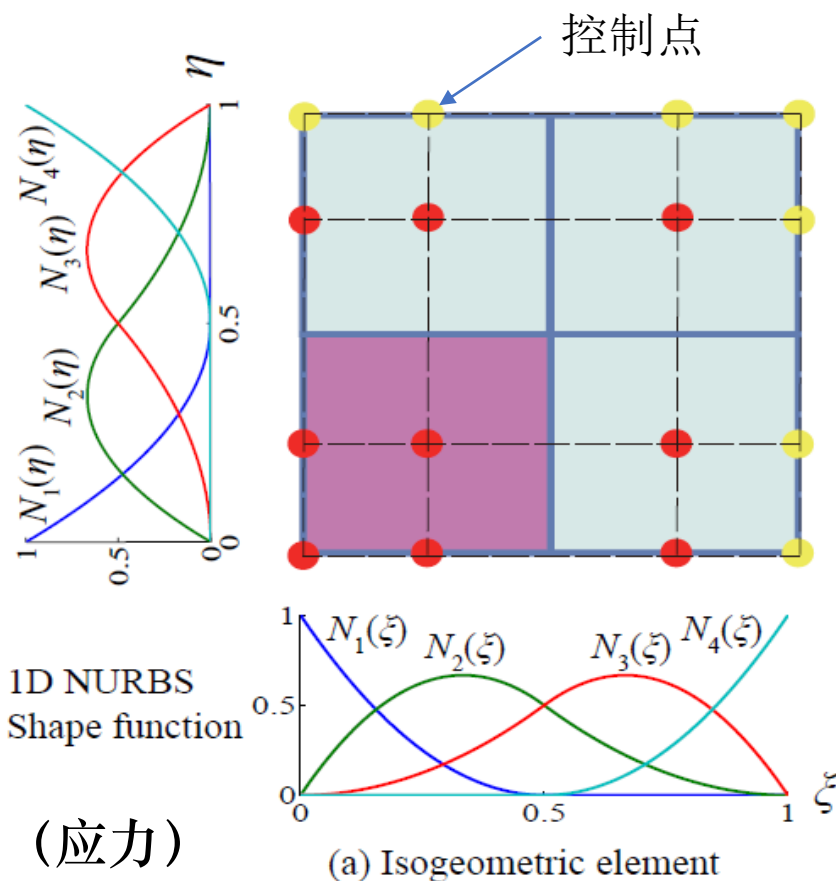 控制点
η
1
0.5
0
N₄(η)
N₃(η)
N₂(η)
N₁(η)
1
0.5
0
1
0.5
0
N₁(ξ)
N₂(ξ)
N₃(ξ)
N₄(ξ)
1D NURBS
Shape function
0
0.5
1
ξ
(应力)
(a) Isogeometric element